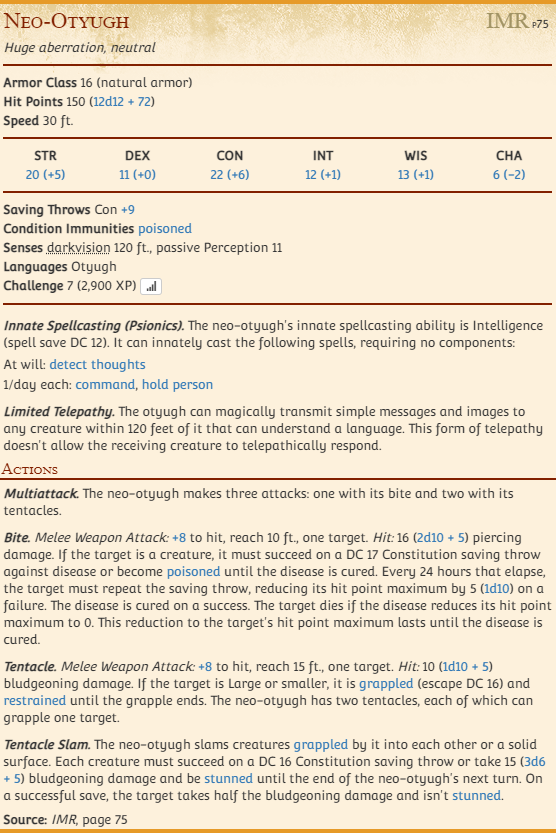 Neo-Otyugh IMR p75
Huge aberration, neutral
Armor Class 16 (natural armor)
Hit Points 150 (12d12 + 72)
Speed 30 ft.
STR DEX CON INT WIS CHA
20 (+5) 11 (+0) 22 (+6) 12 (+1) 13 (+1) 6 (−2)
Saving Throws Con +9
Condition Immunities poisoned
Senses darkvision 120 ft., passive Perception 11
Languages Otyugh
Challenge 7 (2,900 XP)
Innate Spellcasting (Psionics). The neo-otyugh's innate spellcasting ability is Intelligence
(spell save DC 12). It can innately cast the following spells, requiring no components:
At will: detect thoughts
1/day each: command, hold person
Limited Telepathy. The otyugh can magically transmit simple messages and images to
any creature within 120 feet of it that can understand a language. This form of telepathy
doesn't allow the receiving creature to telepathically respond.
Actions
Multiattack. The neo-otyugh makes three attacks: one with its bite and two with its
tentacles.
Bite. Melee Weapon Attack: +8 to hit, reach 10 ft., one target. Hit: 16 (2d10 + 5) piercing
damage. If the target is a creature, it must succeed on a DC 17 Constitution saving throw
against disease or become poisoned until the disease is cured. Every 24 hours that elapse,
the target must repeat the saving throw, reducing its hit point maximum by 5 (1d10) on a
failure. The disease is cured on a success. The target dies if the disease reduces its hit point
maximum to 0. This reduction to the target's hit point maximum lasts until the disease is
cured.
Tentacle. Melee Weapon Attack: +8 to hit, reach 15 ft., one target. Hit: 10 (1d10 + 5)
bludgeoning damage. If the target is Large or smaller, it is grappled (escape DC 16) and
restrained until the grapple ends. The neo-otyugh has two tentacles, each of which can
grapple one target.
Tentacle Slam. The neo-otyugh slams creatures grappled by it into each other or a solid
surface. Each creature must succeed on a DC 16 Constitution saving throw or take 15 (3d6
+ 5) bludgeoning damage and be stunned until the end of the neo-otyugh's next turn. On
a successful save, the target takes half the bludgeoning damage and isn't stunned.
Source: IMR, page 75